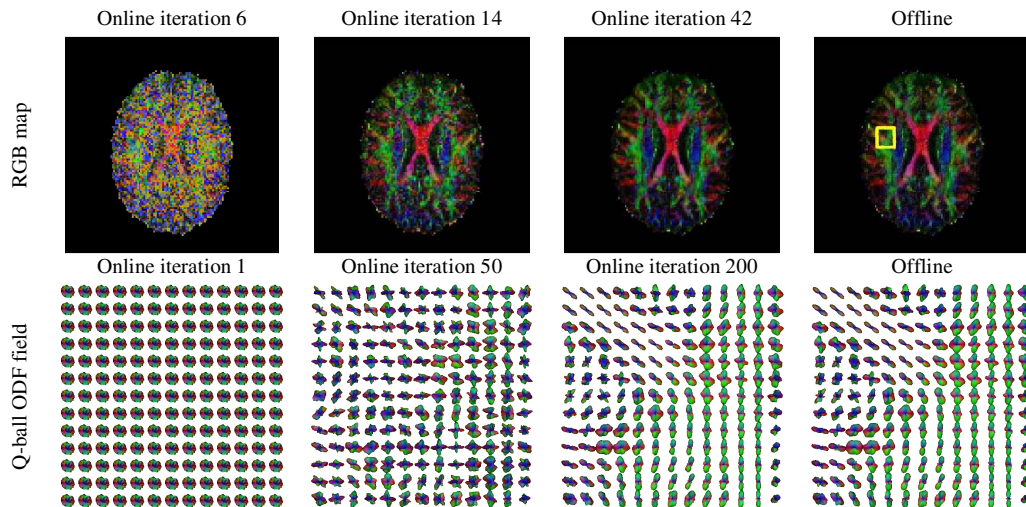 Online iteration 6 Online iteration 14 Online iteration 42 Offline
RGB map
Online iteration 1 Online iteration 50 Online iteration 200 Offline
Q-ball ODF field